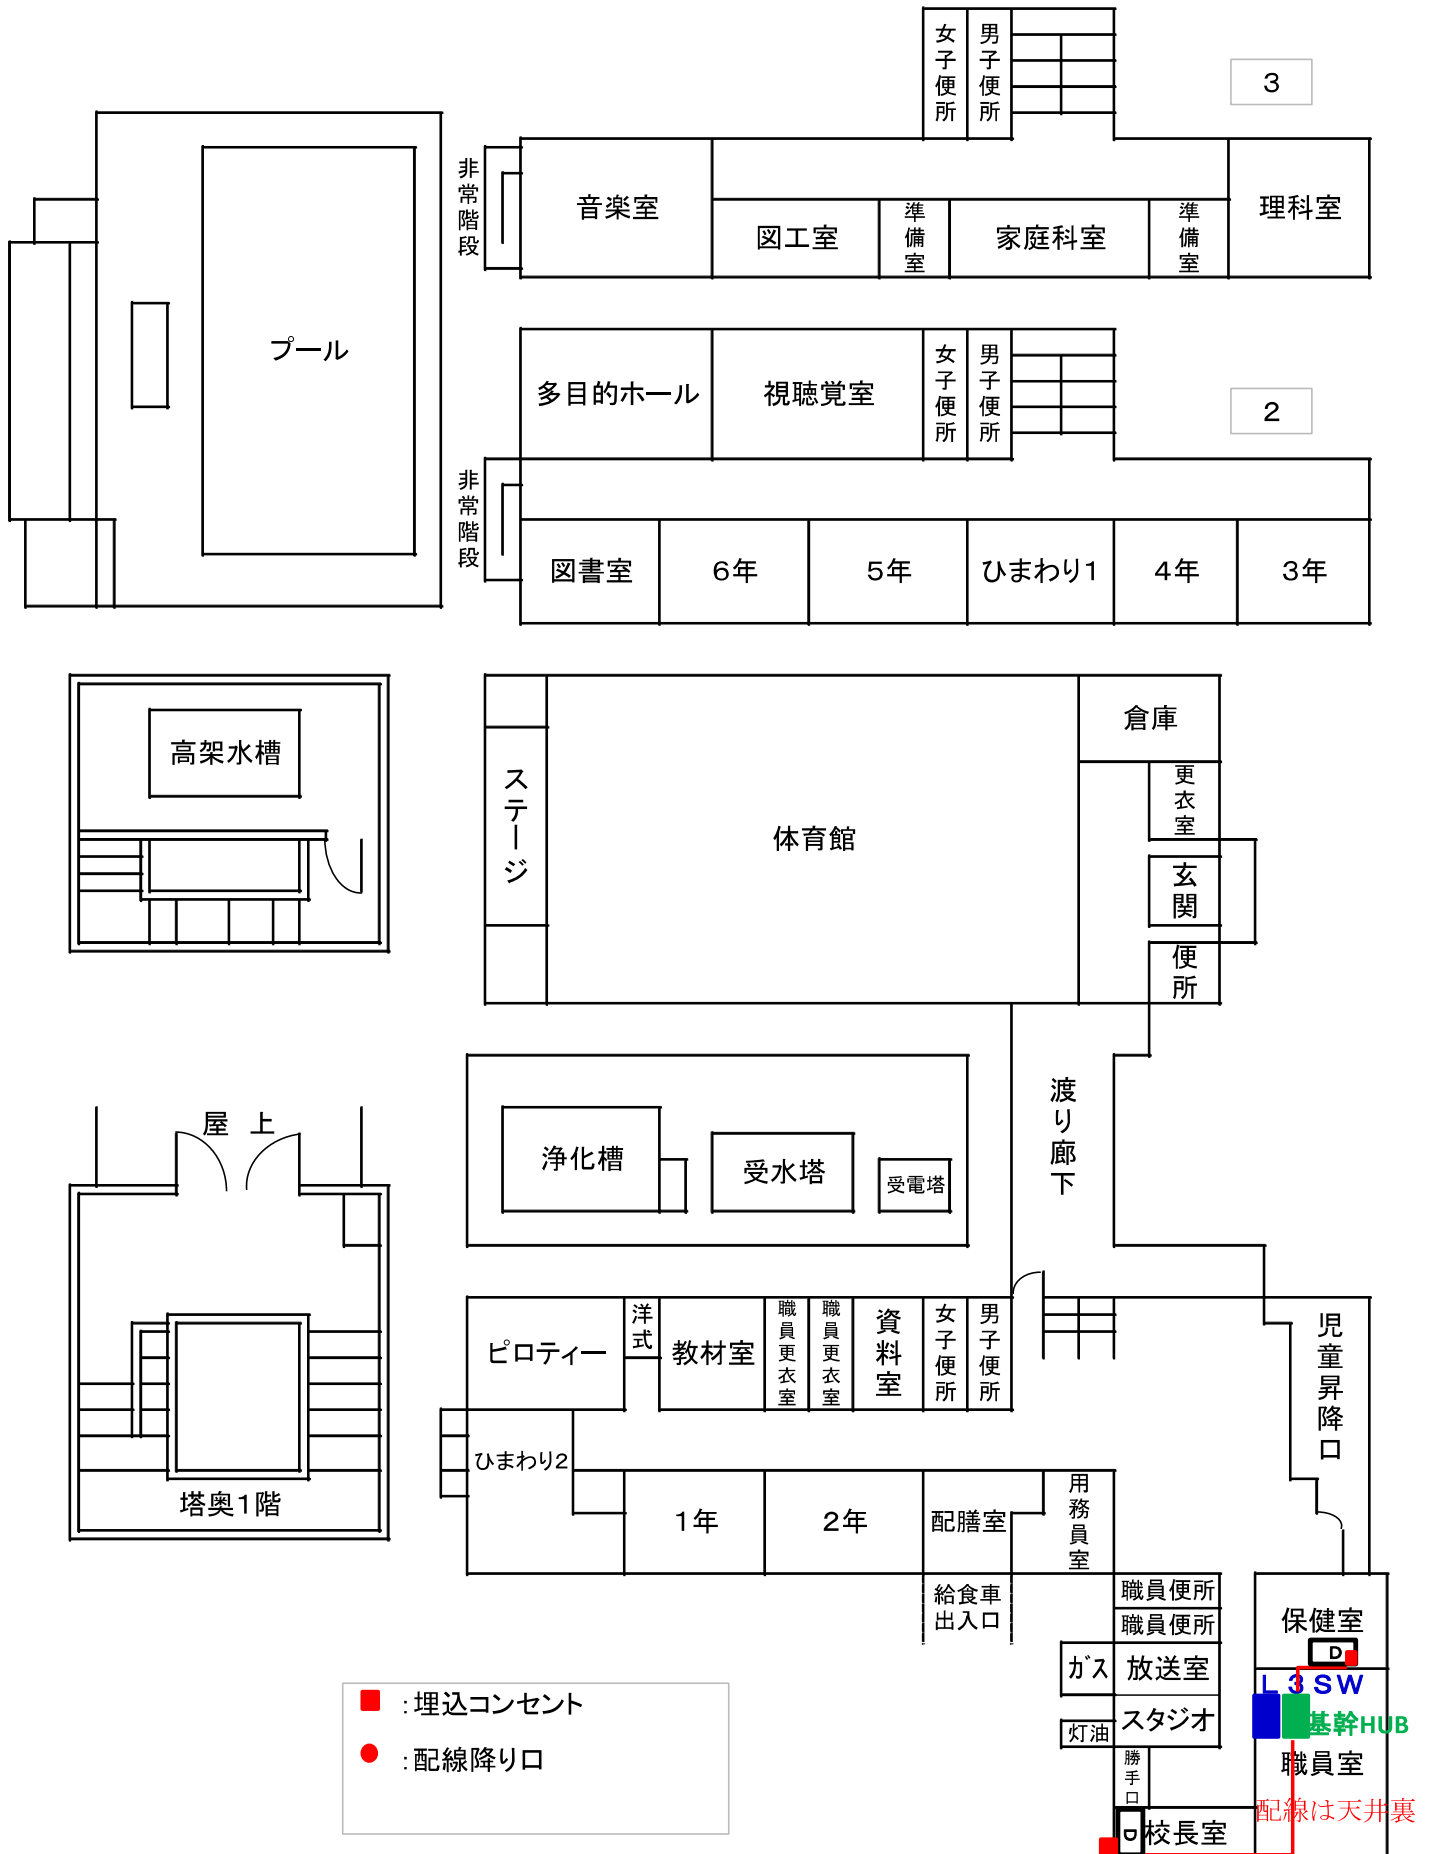 女子便所
男子便所
3
非常階段
音楽室
図工室
準備室
家庭科室
準備室
理科室
プール
多目的ホール
視聴覚室
女子便所
男子便所
2
非常階段
図書室
6年
5年
ひまわり1
4年
3年
高架水槽
ステージ
体育館
倉庫
更衣室
玄関
便所
屋 上
浄化槽
受水塔
受電塔
渡り廊下
ピロティー
洋式
教材室
職員更衣室
職員更衣室
資料室
女子便所
男子便所
児童昇降口
ひまわり2
塔奥1階
1年
2年
配膳室
用務員室
給食車
出入口
職員便所
職員便所
保健室
D
ガス
放送室
L3SW
灯油
スタジオ
基幹HUB
勝手口
職員室
配線は天井裏
D
校長室
:埋込コンセント
:配線降り口